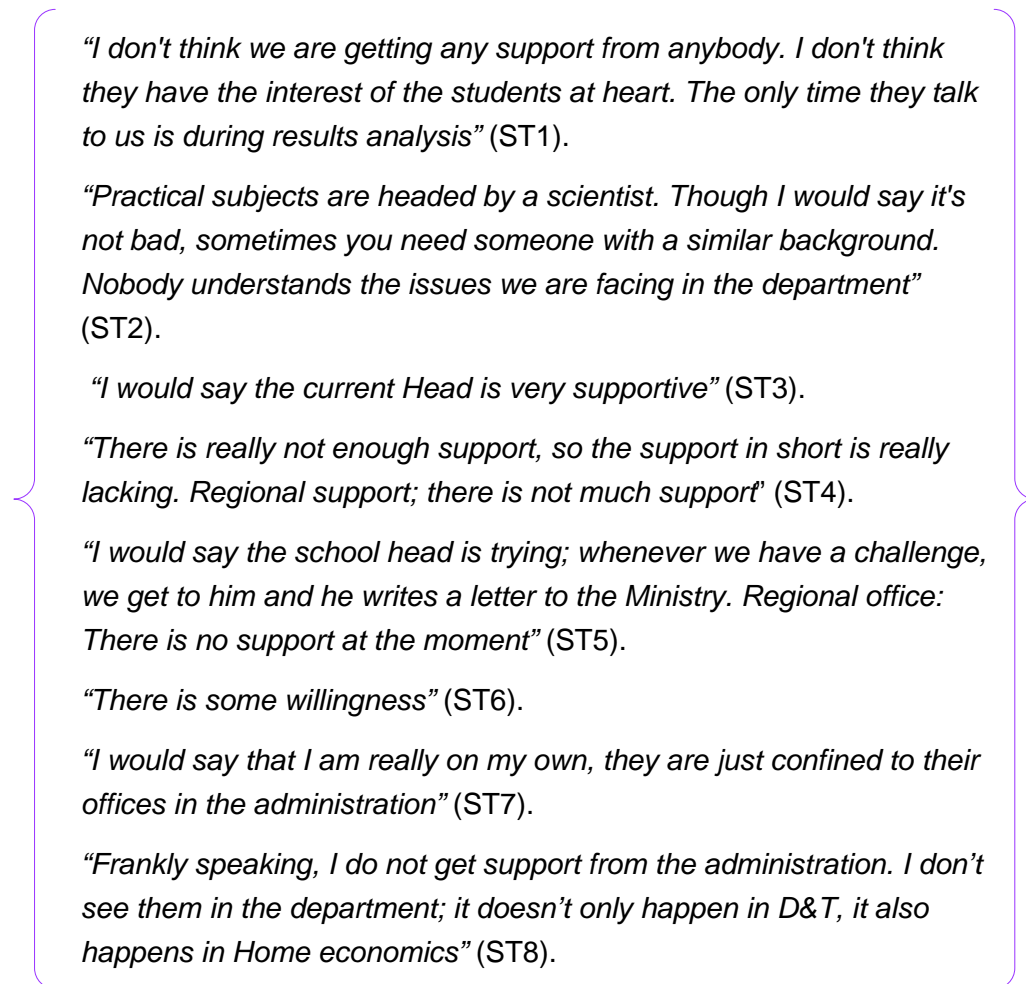 “I don't think we are getting any support from anybody. I don't think
they have the interest of the students at heart. The only time they talk
to us is during results analysis” (ST1).
“Practical subjects are headed by a scientist. Though I would say it's
not bad, sometimes you need someone with a similar background.
Nobody understands the issues we are facing in the department”
(ST2).
“I would say the current Head is very supportive” (ST3).
“There is really not enough support, so the support in short is really
lacking. Regional support; there is not much support” (ST4).
“I would say the school head is trying; whenever we have a challenge,
we get to him and he writes a letter to the Ministry. Regional office:
There is no support at the moment” (ST5).
“There is some willingness” (ST6).
“I would say that I am really on my own, they are just confined to their
offices in the administration” (ST7).
“Frankly speaking, I do not get support from the administration. I don’t
see them in the department; it doesn’t only happen in D&T, it also
happens in Home economics” (ST8).